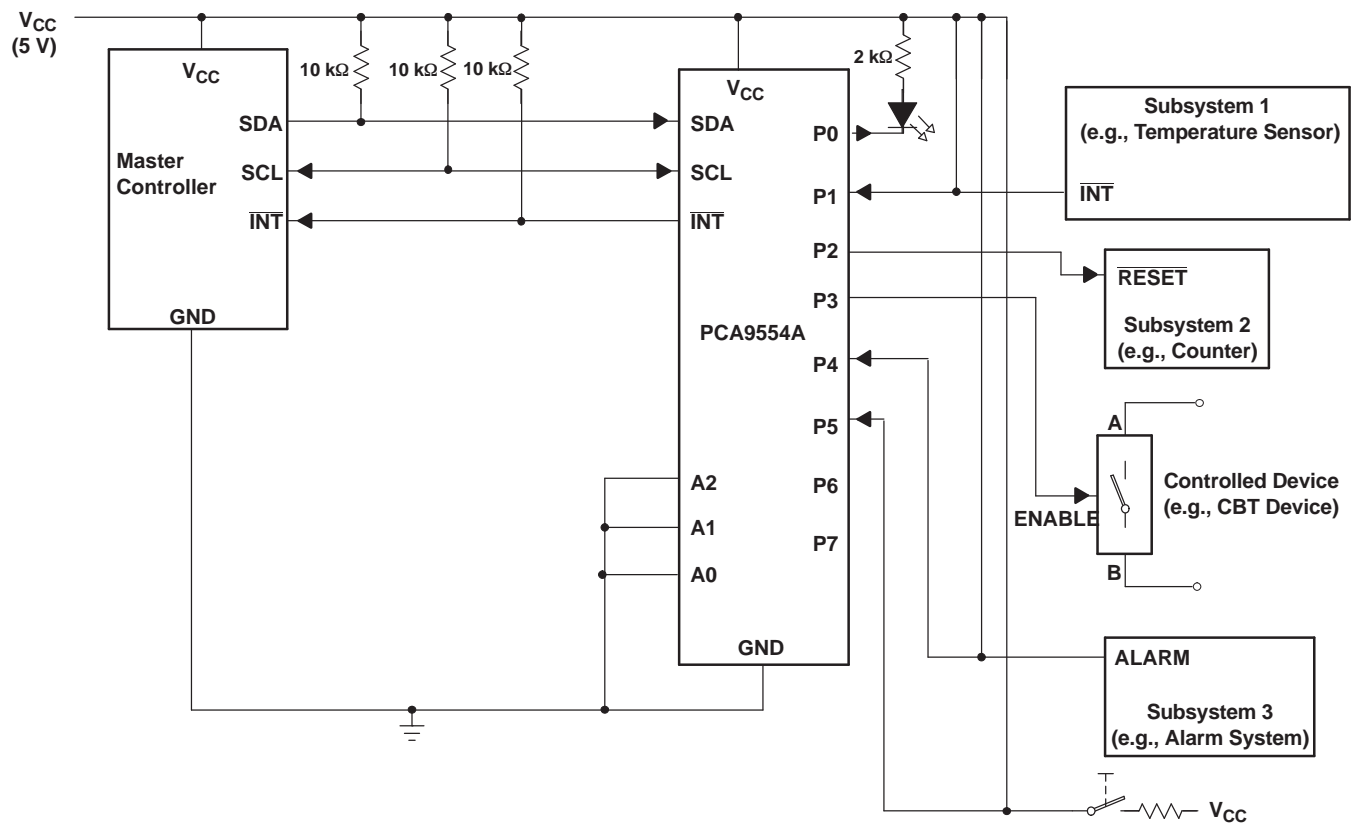 VCC
(5 V)
VCC
10 kΩ
10 kΩ
10 kΩ
VCC
2 kΩ
Master
Controller
SDA
SCL
INT
GND
SDA
SCL
INT
PCA9554A
A2
A1
A0
GND
P0
P1
P2
P3
P4
P5
P6
P7
Subsystem 1
(e.g., Temperature Sensor)
INT
RESET
Subsystem 2
(e.g., Counter)
A
ENABLE
B
Controlled Device
(e.g., CBT Device)
ALARM
Subsystem 3
(e.g., Alarm System)
VCC